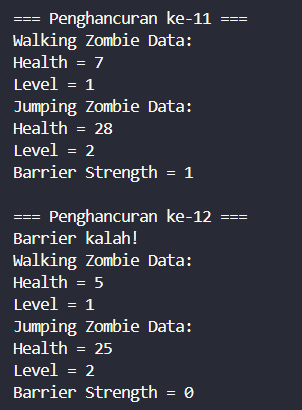 === Penghancuran ke-11 ===
Walking Zombie Data:
Health = 7
Level = 1
Jumping Zombie Data:
Health = 28
Level = 2
Barrier Strength = 1
=== Penghancuran ke-12 ===
Barrier kalah!
Walking Zombie Data:
Health = 5
Level = 1
Jumping Zombie Data:
Health = 25
Level = 2
Barrier Strength = 0